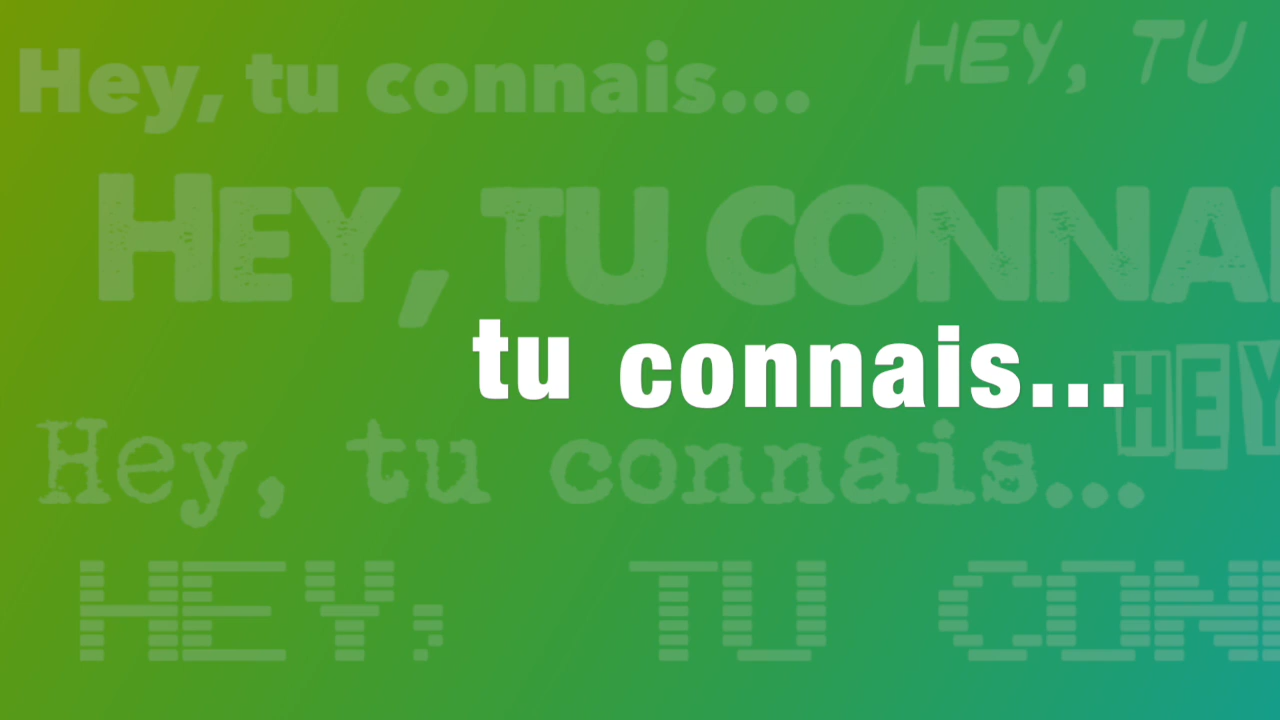 Hey, tu connais...
HEY, TU
HEY, TU CONNA
tu connais...
HEY
Hey, tu connais...
HEY, TU CON